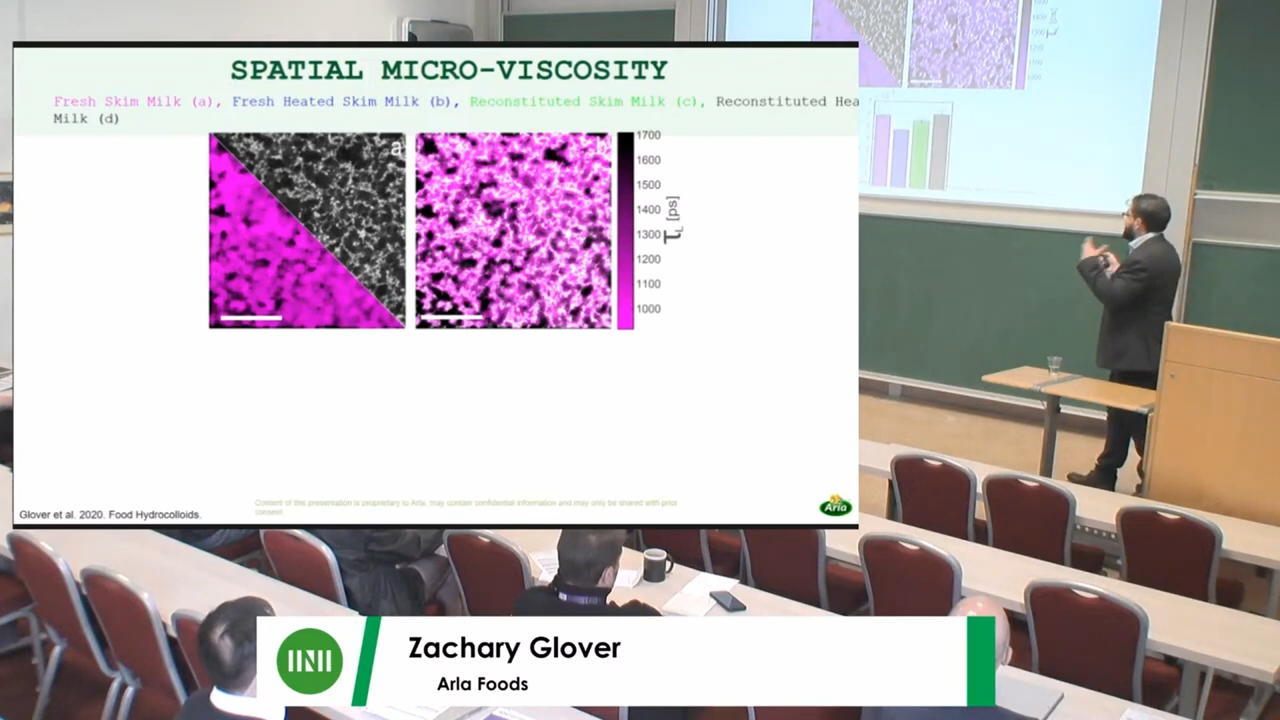 SPATIAL MICRO-VISCOSITY
Fresh Skim Milk (a), Fresh Heated Skim Milk (b), Reconstituted Skim Milk (c), Reconstituted Hea
Milk (d)
a
b
1700
1600
1500
1400
1300
1200
1100
1000
τL [ps]
Content of this presentation is proprietary to Arla, may contain confidential information and may only be shared with prior
consent
Glover et al. 2020. Food Hydrocolloids.
Arla
Zachary Glover
Arla Foods